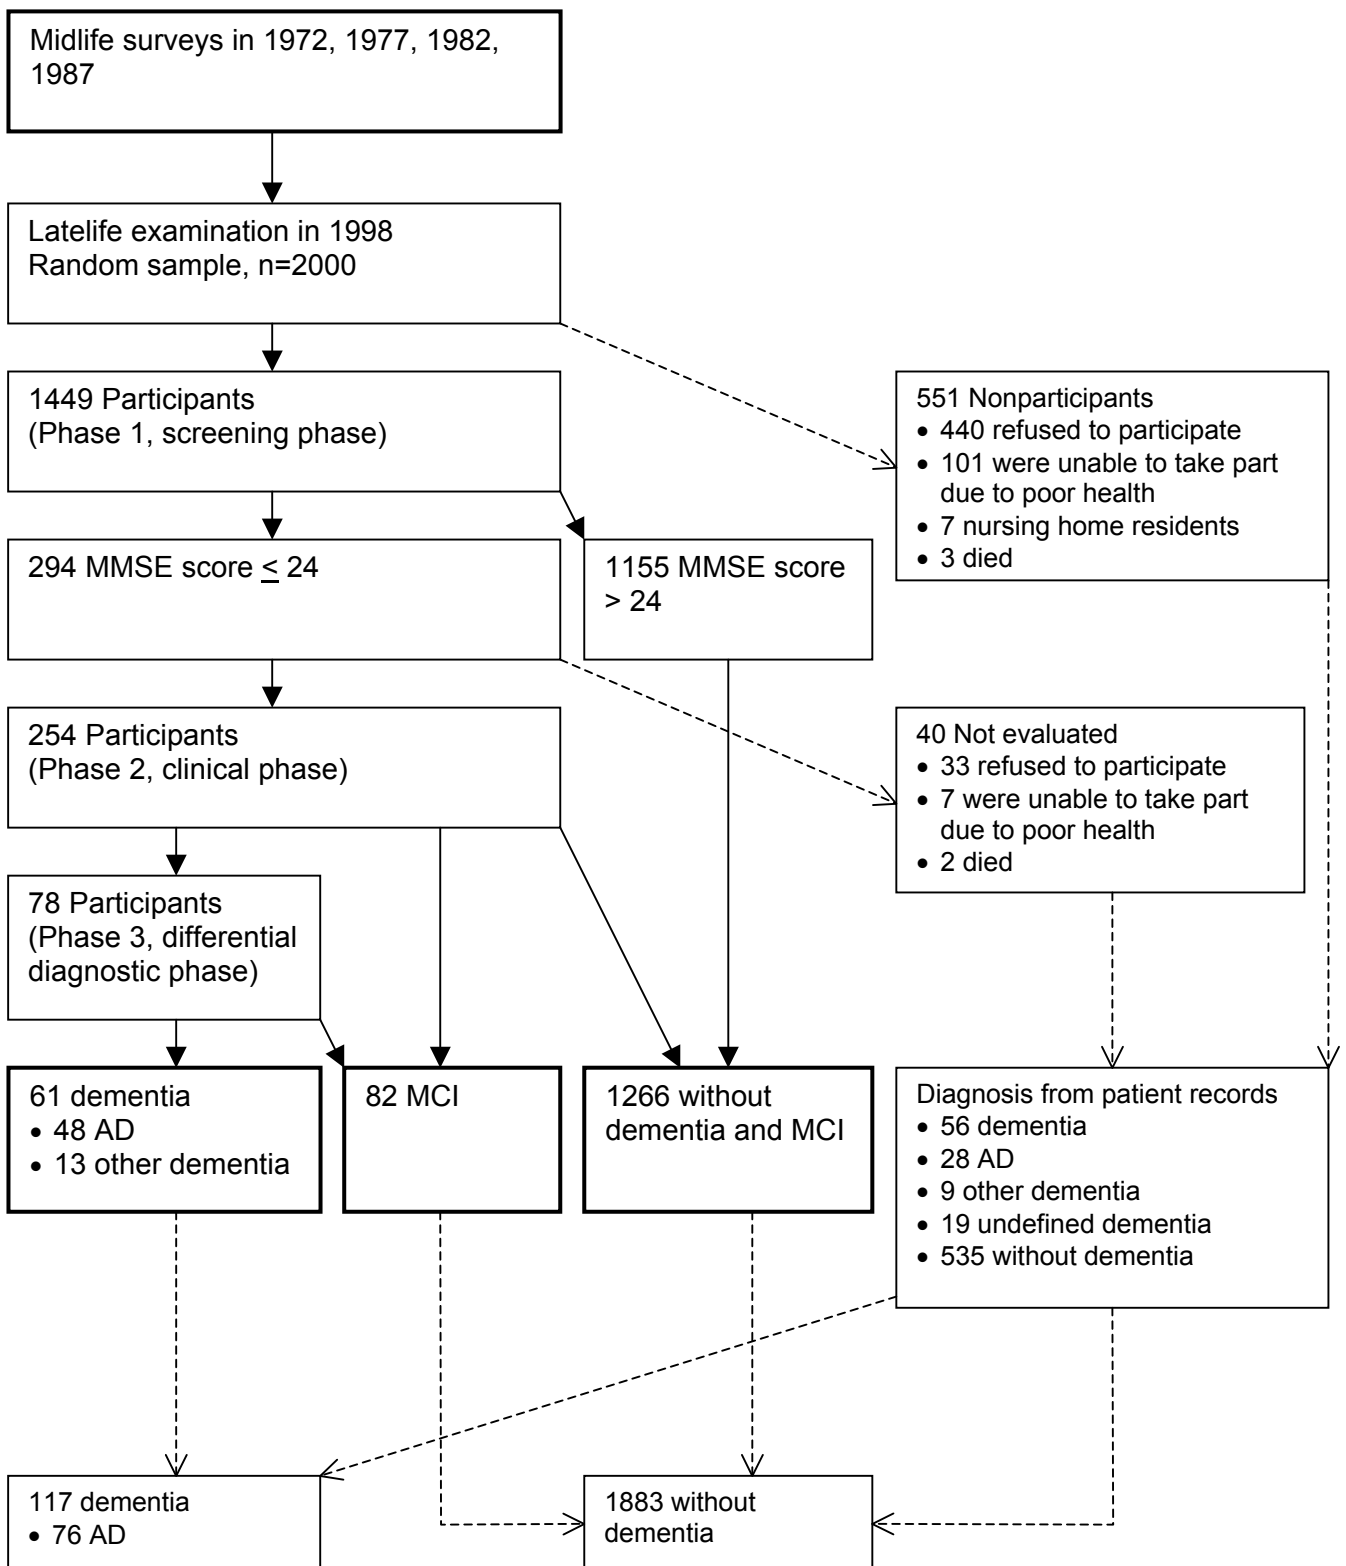 Midlife surveys in 1972, 1977, 1982,
1987
Latelife examination in 1998
Random sample, n=2000
1449 Participants
(Phase 1, screening phase)
551 Nonparticipants
• 440 refused to participate
• 101 were unable to take part
due to poor health
• 7 nursing home residents
• 3 died
294 MMSE score ≤ 24
1155 MMSE score
> 24
254 Participants
(Phase 2, clinical phase)
40 Not evaluated
• 33 refused to participate
• 7 were unable to take part
due to poor health
• 2 died
78 Participants
(Phase 3, differential
diagnostic phase)
61 dementia
• 48 AD
• 13 other dementia
82 MCI
1266 without
dementia and MCI
Diagnosis from patient records
• 56 dementia
• 28 AD
• 9 other dementia
• 19 undefined dementia
• 535 without dementia
117 dementia
• 76 AD
1883 without
dementia